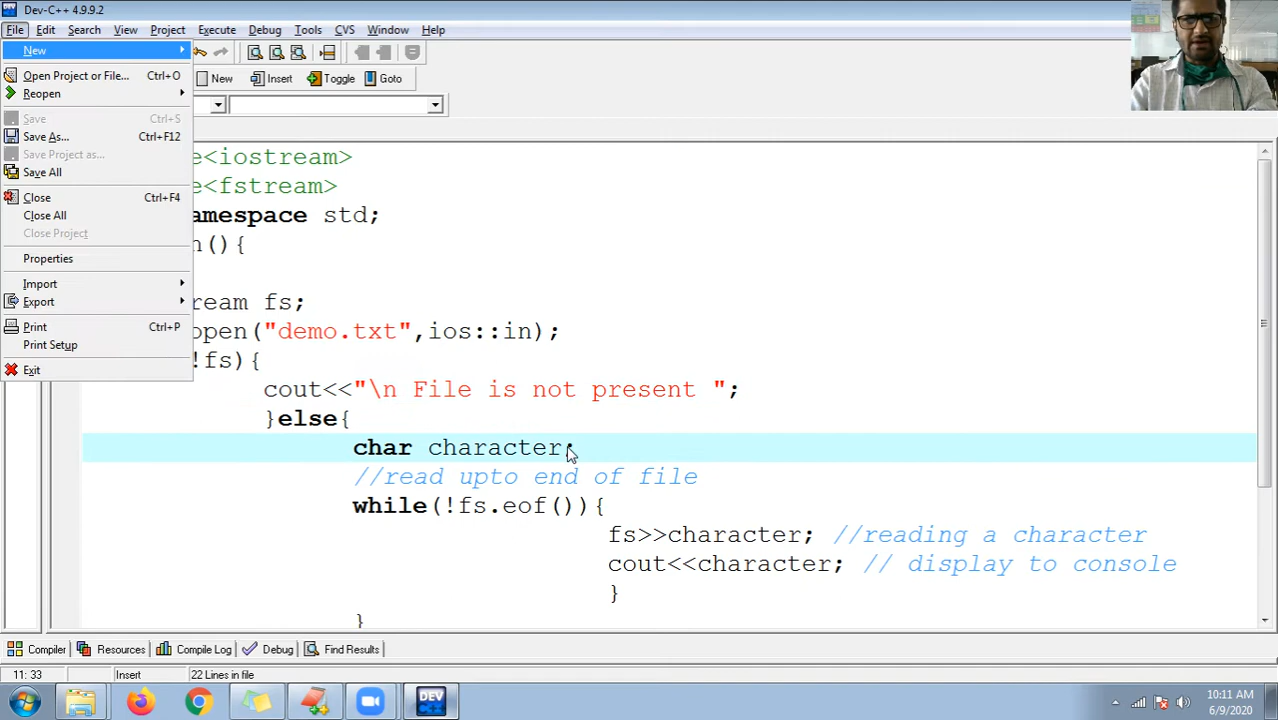 Dev-C++ 4.9.9.2
File Edit Search View Project Execute Debug Tools CVS Window Help
New
Open Project or File... Ctrl+O
Reopen
Save Ctrl+S
Save As... Ctrl+F12
Save Project as...
Save All
Close Ctrl+F4
Close All
Close Project
Properties
Import
Export
Print Ctrl+P
Print Setup
Exit
New Insert Toggle Goto
e<iostream>
e<fstream>
amespace std;
n(){
ream fs;
open("demo.txt",ios::in);
!fs){
cout<<"\n File is not present ";
}else{
char character;
//read upto end of file
while(!fs.eof()){
fs>>character; //reading a character
cout<<character; // display to console
}
}
Compiler Resources Compile Log Debug Find Results
11: 33 Insert 22 Lines in file
DEV
C++
10:11 AM
6/9/2020